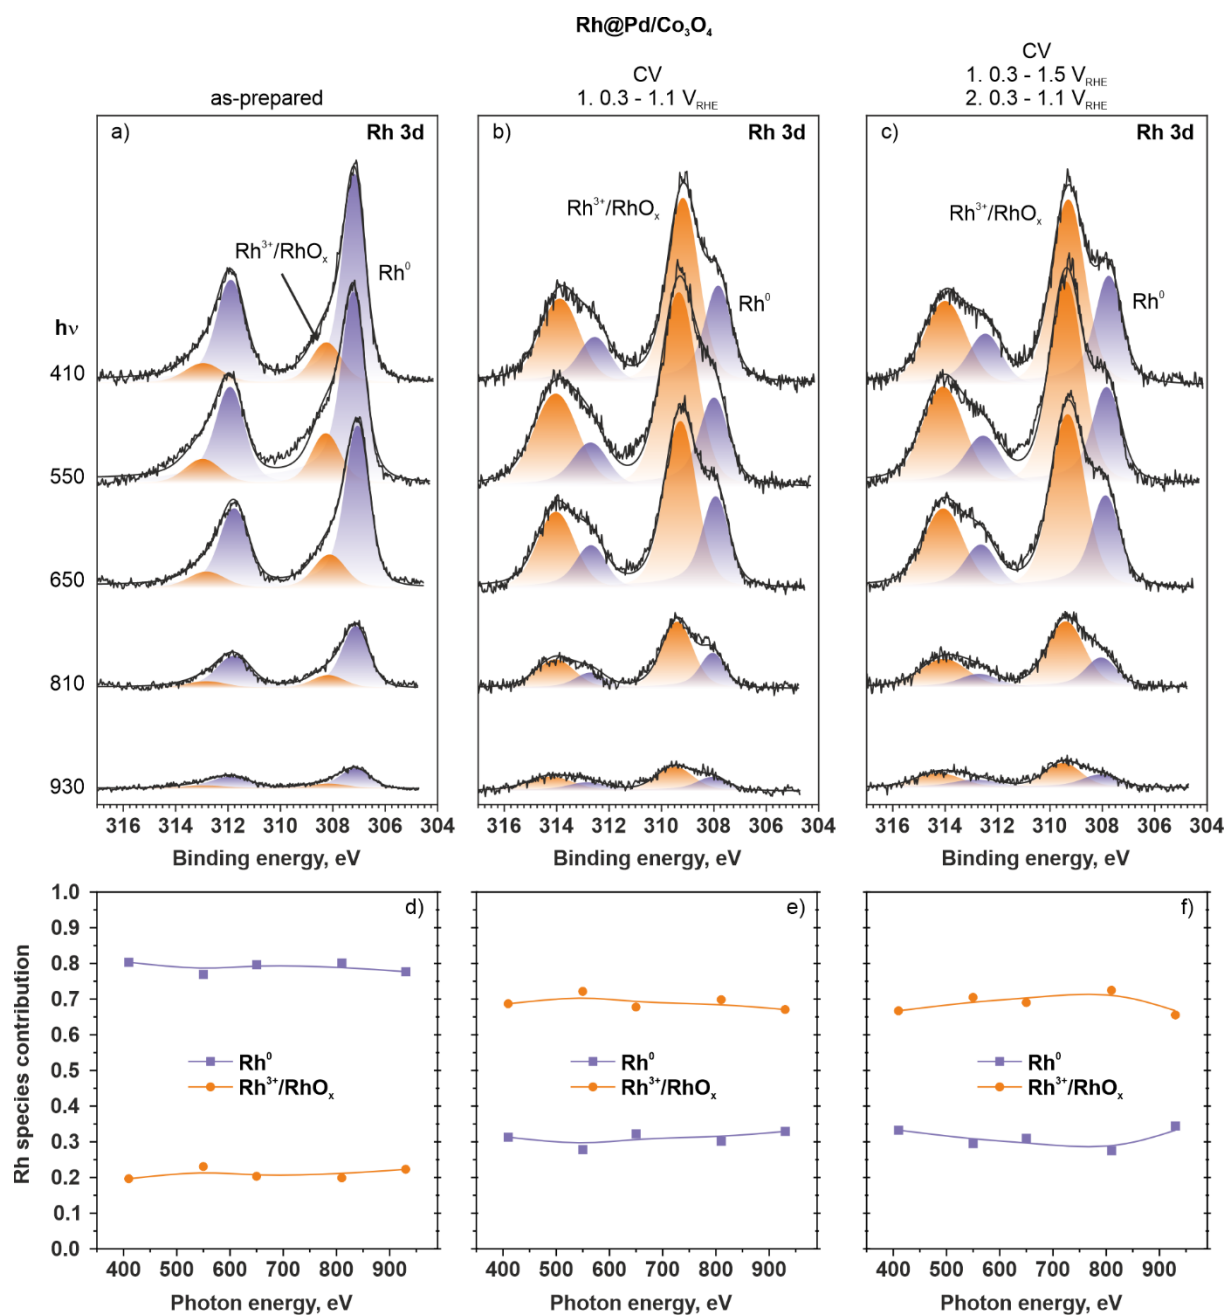 Rh@Pd/Co₃O₄
as-prepared
CV
1. 0.3 - 1.1 V_RHE
CV
1. 0.3 - 1.5 V_RHE
2. 0.3 - 1.1 V_RHE
a)
Rh 3d
Rh³⁺/RhOₓ
Rh⁰
b)
Rh 3d
Rh³⁺/RhOₓ
Rh⁰
c)
Rh 3d
Rh³⁺/RhOₓ
Rh⁰
hν
410
550
650
810
930
316 314 312 310 308 306 304
Binding energy, eV
316 314 312 310 308 306 304
Binding energy, eV
316 314 312 310 308 306 304
Binding energy, eV
Rh species contribution
1.0
0.9
0.8
0.7
0.6
0.5
0.4
0.3
0.2
0.1
0.0
d)
Rh⁰
Rh³⁺/RhOₓ
400 500 600 700 800 900
Photon energy, eV
e)
Rh⁰
Rh³⁺/RhOₓ
400 500 600 700 800 900
Photon energy, eV
f)
Rh⁰
Rh³⁺/RhOₓ
400 500 600 700 800 900
Photon energy, eV